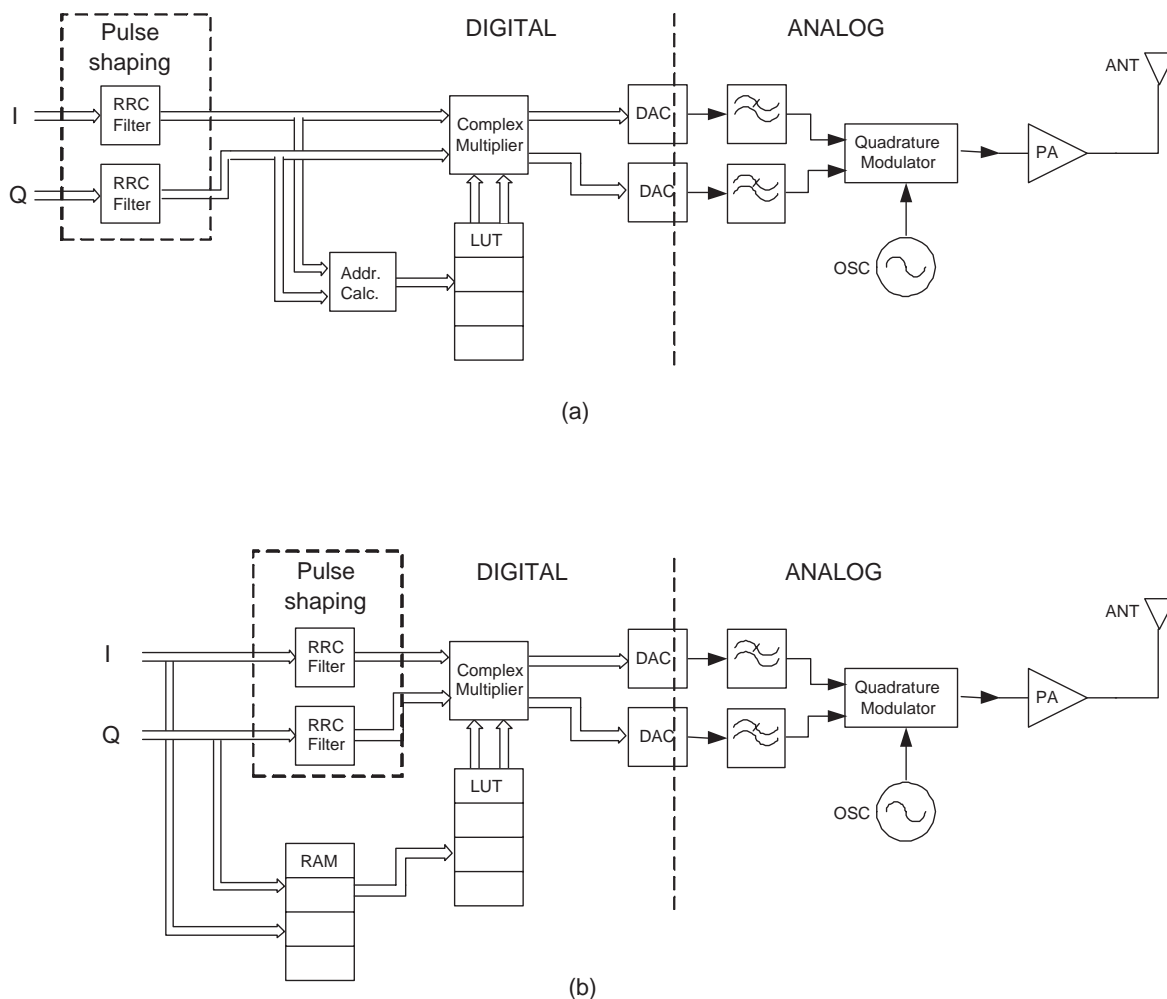 Pulse
shaping
DIGITAL
ANALOG
ANT
I
RRC
Filter
Complex
Multiplier
DAC
Quadrature
Modulator
PA
Q
RRC
Filter
DAC
LUT
Addr.
Calc.
OSC
(a)
Pulse
shaping
DIGITAL
ANALOG
ANT
I
RRC
Filter
Complex
Multiplier
DAC
Quadrature
Modulator
PA
Q
RRC
Filter
DAC
LUT
OSC
RAM
(b)